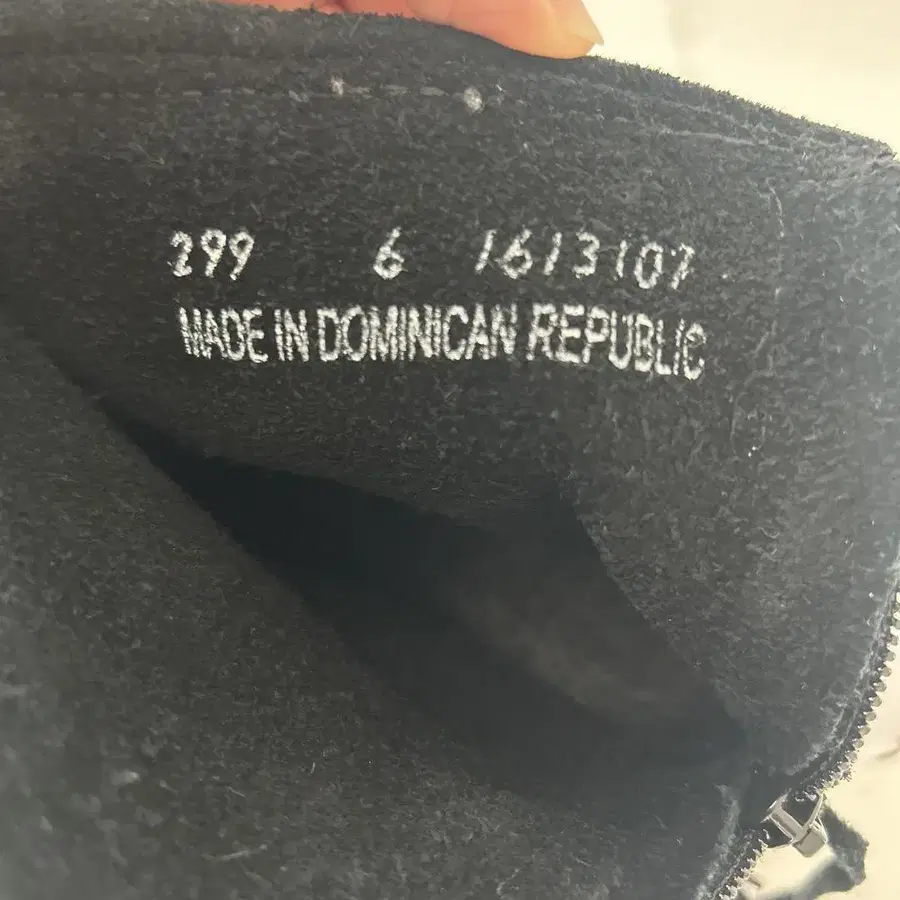 299 6 1613107
MADE IN DOMINICAN REPUBLIC